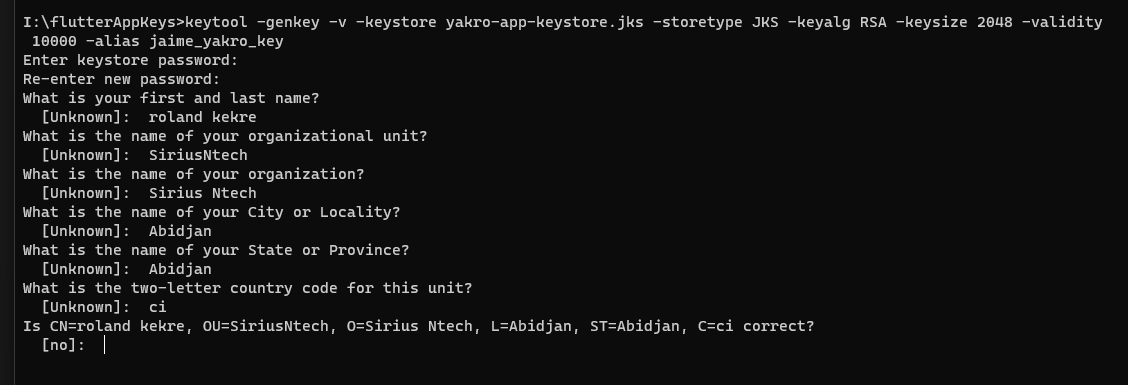 I:\flutterAppKeys>keytool -genkey -v -keystore yakro-app-keystore.jks -storetype JKS -keyalg RSA -keysize 2048 -validity
10000 -alias jaime_yakro_key
Enter keystore password:
Re-enter new password:
What is your first and last name?
  [Unknown]:  roland kekre
What is the name of your organizational unit?
  [Unknown]:  SiriusNtech
What is the name of your organization?
  [Unknown]:  Sirius Ntech
What is the name of your City or Locality?
  [Unknown]:  Abidjan
What is the name of your State or Province?
  [Unknown]:  Abidjan
What is the two-letter country code for this unit?
  [Unknown]:  ci
Is CN=roland kekre, OU=SiriusNtech, O=Sirius Ntech, L=Abidjan, ST=Abidjan, C=ci correct?
  [no]: